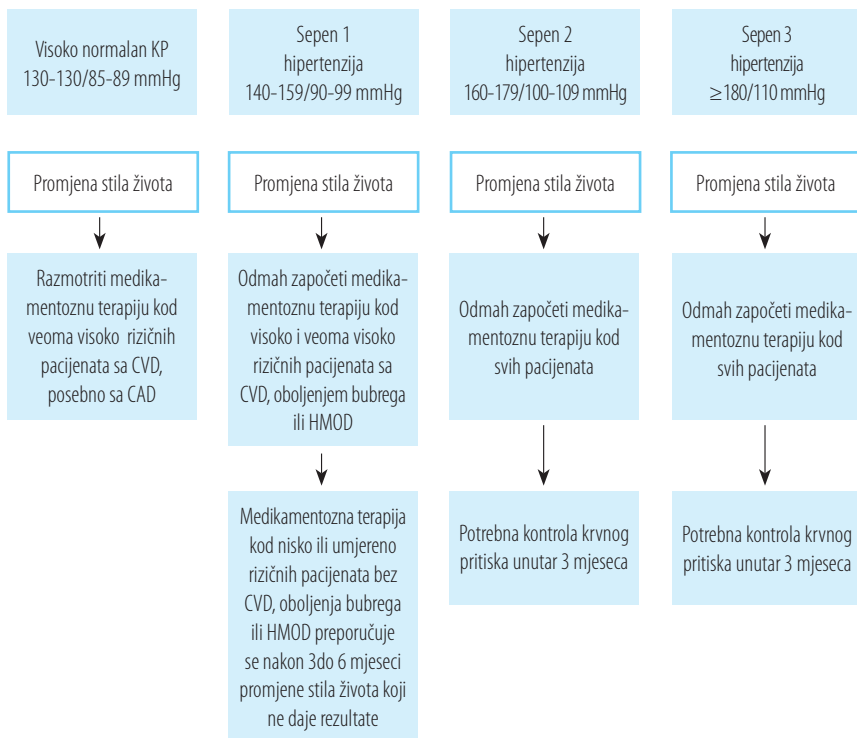 Visoko normalan KP
130-130/85-89 mmHg
Sepen 1
hipertenzija
140-159/90-99 mmHg
Sepen 2
hipertenzija
160-179/100-109 mmHg
Sepen 3
hipertenzija
≥180/110 mmHg
Promjena stila života
Promjena stila života
Promjena stila života
Promjena stila života
Razmotriti medika-
mentoznu terapiju kod
veoma visoko rizičnih
pacijenata sa CVD,
posebno sa CAD
Odmah započeti medika-
mentoznu terapiju kod
visoko i veoma visoko
rizičnih pacijenata sa
CVD, oboljenjem bubrega
ili HMOD
Odmah započeti medika-
mentoznu terapiju kod
svih pacijenata
Odmah započeti medika-
mentoznu terapiju kod
svih pacijenata
Medikamentozna terapija
kod nisko ili umjereno
rizičnih pacijenata bez
CVD, oboljenja bubrega
ili HMOD preporučuje
se nakon 3do 6 mjeseci
promjene stila života koji
ne daje rezultate
Potrebna kontrola krvnog
pritiska unutar 3 mjeseca
Potrebna kontrola krvnog
pritiska unutar 3 mjeseca